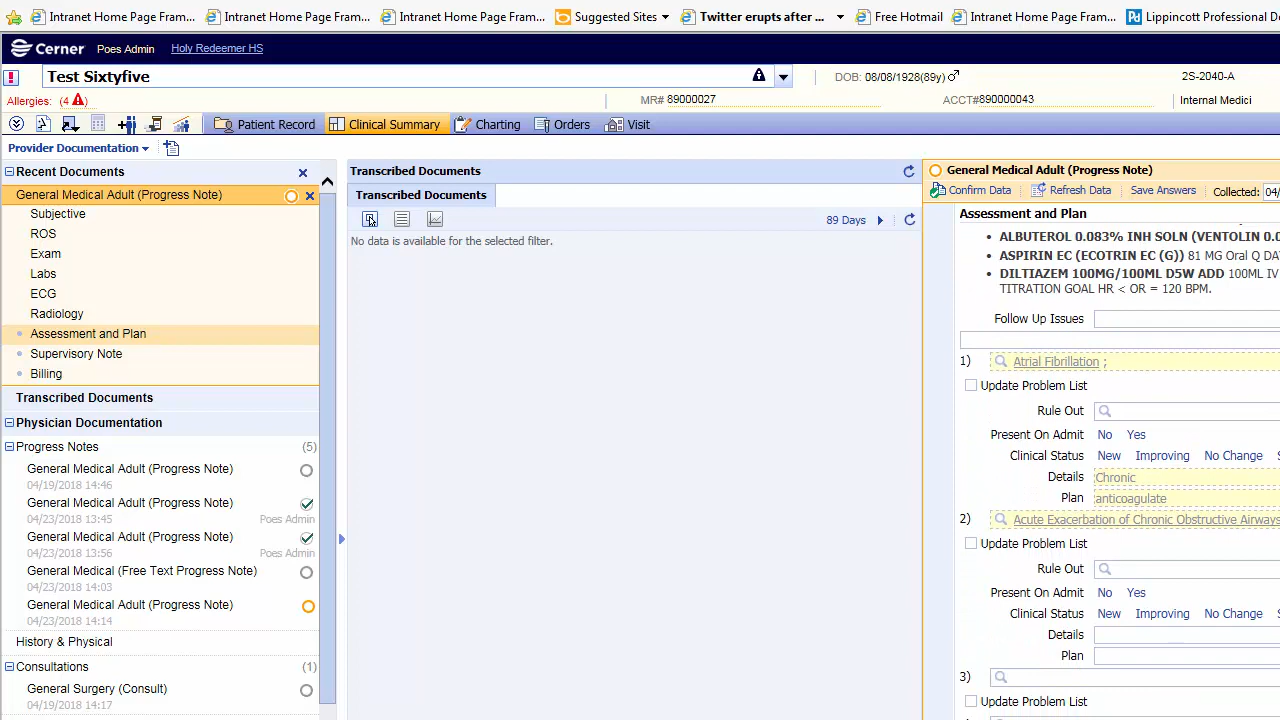 Intranet Home Page Fram... Intranet Home Page Fram... Intranet Home Page Fram... Suggested Sites Twitter erupts after ... Free Hotmail Intranet Home Page Fram... Pd Lippincott Professional
Cerner Poes Admin Holy Redeemer HS
! Test Sixtyfive DOB: 08/08/1928(89y) 2S-2040-A
Allergies: (4 ) MR# 89000027 ACCT#890000043 Internal Medici
Patient Record Clinical Summary Charting Orders Visit
Provider Documentation
Recent Documents
General Medical Adult (Progress Note)
Subjective
ROS
Exam
Labs
ECG
Radiology
Assessment and Plan
Supervisory Note
Billing
Transcribed Documents
Physician Documentation
Progress Notes (5)
General Medical Adult (Progress Note)
04/19/2018 14:46
General Medical Adult (Progress Note)
04/23/2018 13:45 Poes Admin
General Medical Adult (Progress Note)
04/23/2018 13:56 Poes Admin
General Medical (Free Text Progress Note)
04/23/2018 14:03
General Medical Adult (Progress Note)
04/23/2018 14:14
History & Physical
Consultations (1)
General Surgery (Consult)
04/19/2018 14:17
Transcribed Documents
Transcribed Documents
89 Days
No data is available for the selected filter.
General Medical Adult (Progress Note)
Confirm Data Refresh Data Save Answers Collected: 04/
Assessment and Plan
• ALBUTEROL 0.083% INH SOLN (VENTOLIN 0.0
• ASPIRIN EC (ECOTRIN EC (G)) 81 MG Oral Q DA
• DILTIAZEM 100MG/100ML D5W ADD 100ML IV
TITRATION GOAL HR < OR = 120 BPM.
Follow Up Issues
1) Atrial Fibrillation ;
Update Problem List
Rule Out
Present On Admit No Yes
Clinical Status New Improving No Change S
Details Chronic
Plan anticoagulate
2) Acute Exacerbation of Chronic Obstructive Airways
Update Problem List
Rule Out
Present On Admit No Yes
Clinical Status New Improving No Change S
Details
Plan
3)
Update Problem List